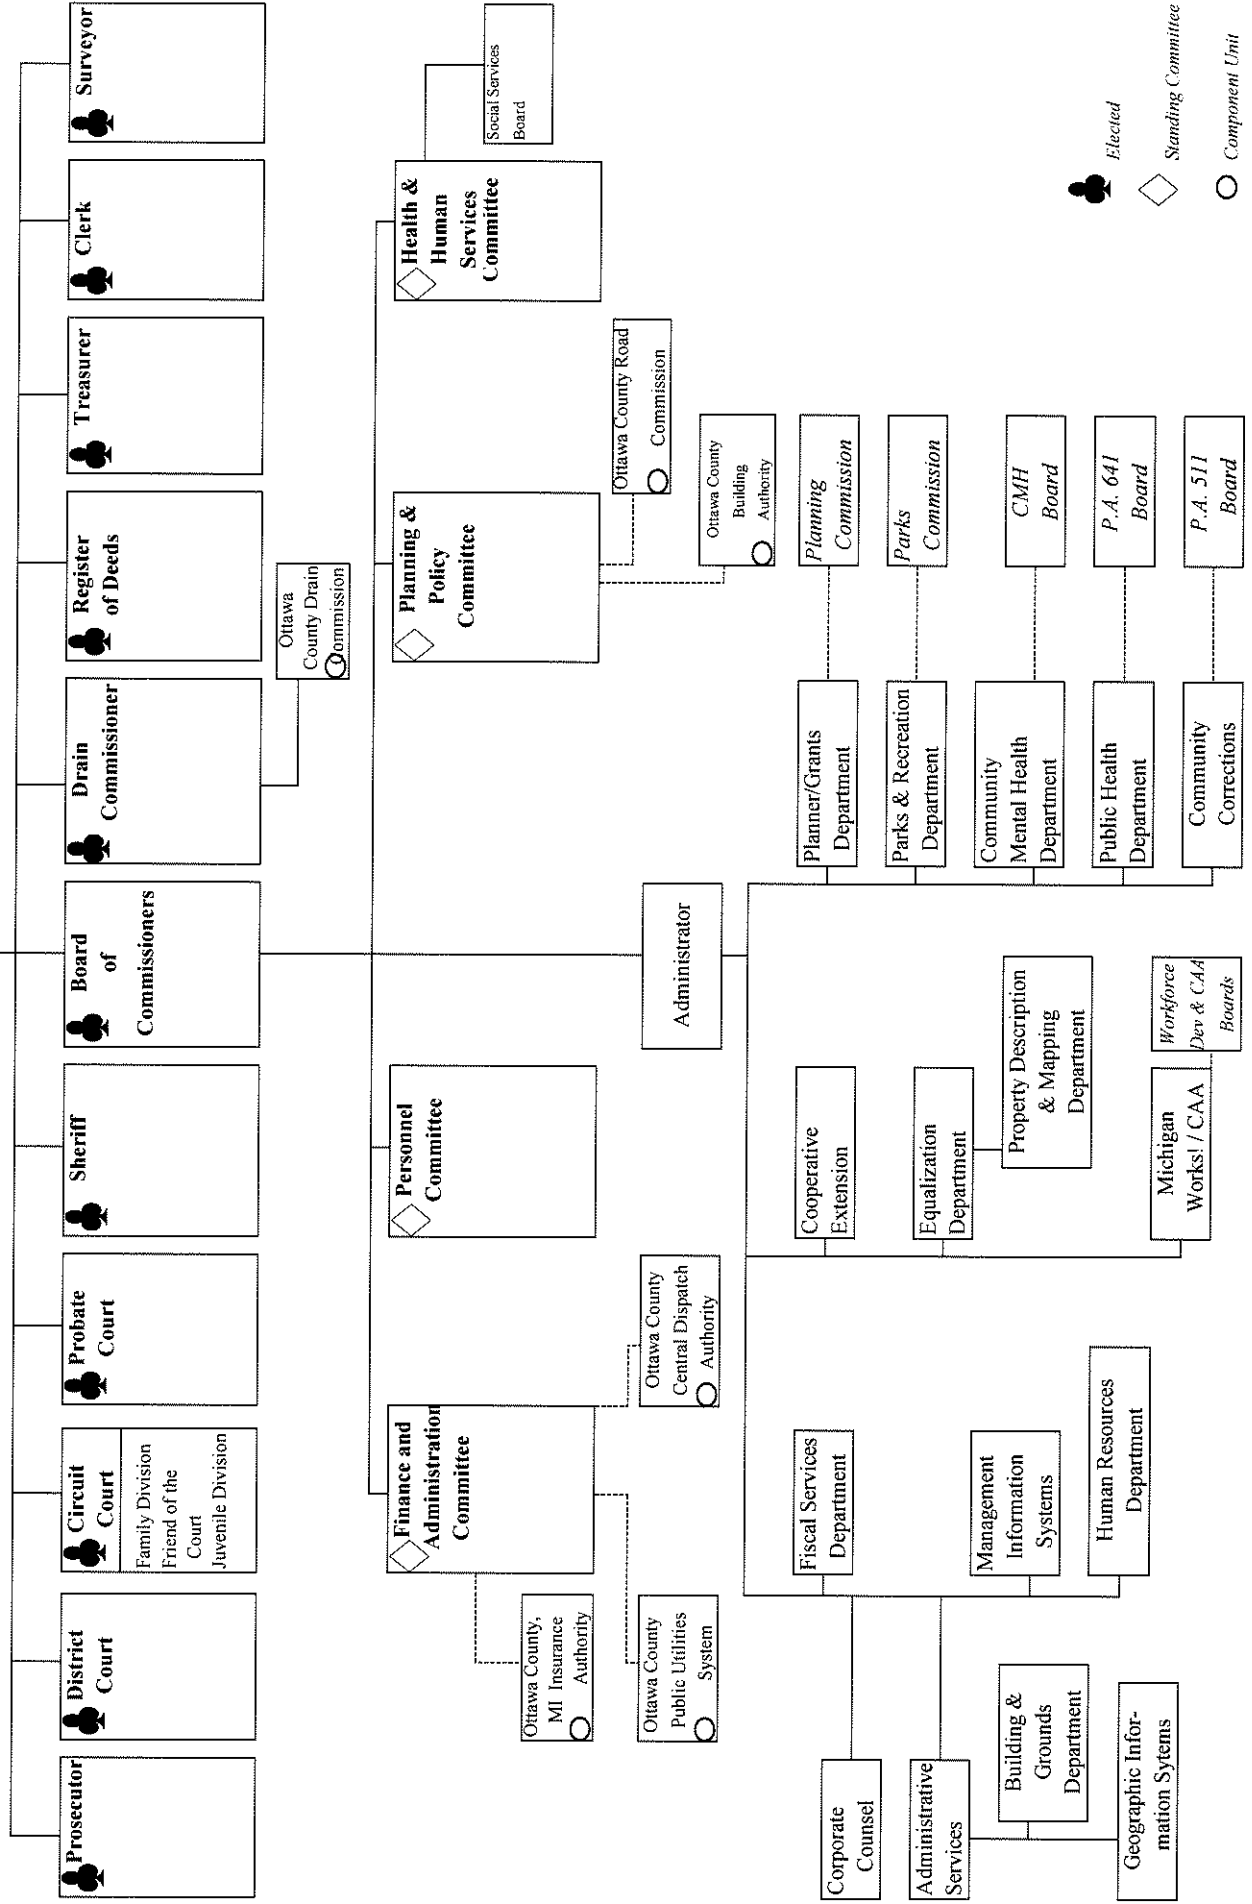 Prosecutor
District
Court
Circuit
Court
Family Division
Friend of the
Court
Juvenile Division
Probate
Court
Sheriff
Board
of
Commissioners
Drain
Commissioner
Register
of Deeds
Treasurer
Clerk
Surveyor
Ottawa
County Drain
Commission
Finance and
Administration
Committee
Personnel
Committee
Planning &
Policy
Committee
Health &
Human
Services
Committee
Social Services
Board
Ottawa County,
MI Insurance
Authority
Ottawa County
Public Utilities
System
Ottawa County
Central Dispatch
Authority
Ottawa County Road
Commission
Ottawa County
Building
Authority
Administrator
Corporate
Counsel
Administrative
Services
Building &
Grounds
Department
Geographic Infor-
mation Sytems
Fiscal Services
Department
Management
Information
Systems
Human Resources
Department
Cooperative
Extension
Equalization
Department
Property Description
& Mapping
Department
Michigan
Works! / CAA
Workforce
Dev & CAA
Boards
Planner/Grants
Department
Planning
Commission
Parks & Recreation
Department
Parks
Commission
Community
Mental Health
Department
CMH
Board
Public Health
Department
P.A. 641
Board
Community
Corrections
P.A. 511
Board
Elected
Standing Committee
Component Unit